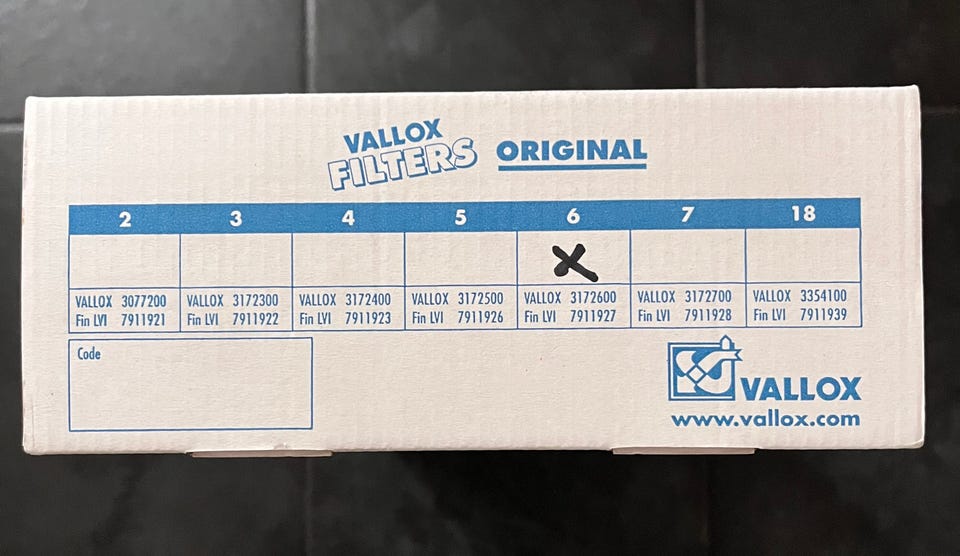 VALLOX
FILTERS ORIGINAL
2 3 4 5 6 7 18
X
VALLOX 3077200 VALLOX 3172300 VALLOX 3172400 VALLOX 3172500 VALLOX 3172600 VALLOX 3172700 VALLOX 3354100
Fin LVI 7911921 Fin LVI 7911922 Fin LVI 7911923 Fin LVI 7911926 Fin LVI 7911927 Fin LVI 7911928 Fin LVI 7911939
Code
VALLOX
www.vallox.com